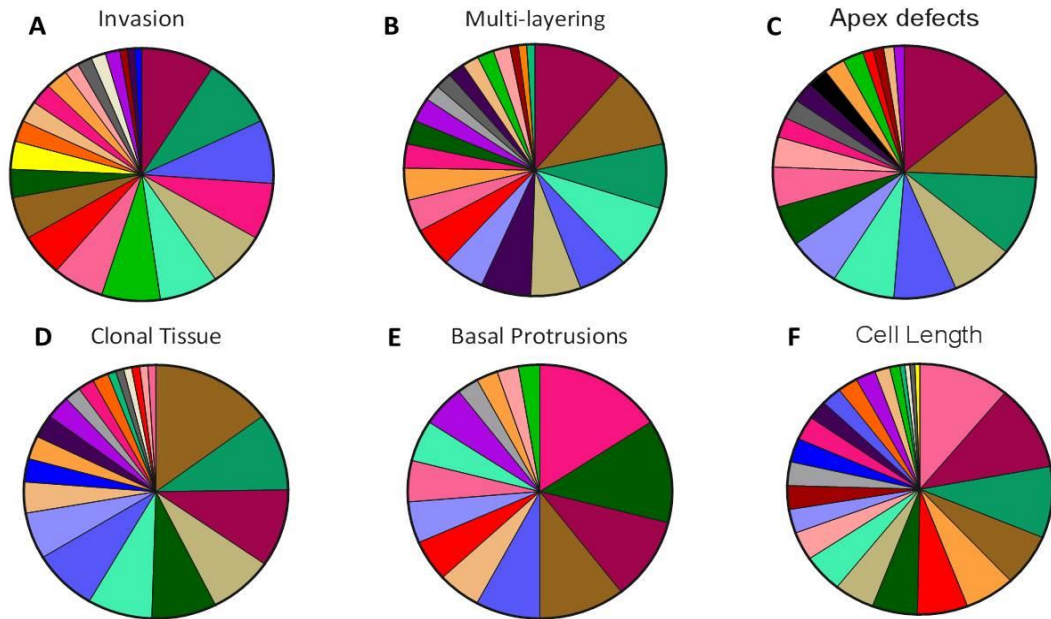 A Invasion
B Multi-layering
C Apex defects
D Clonal Tissue
E Basal Protrusions
F Cell Length